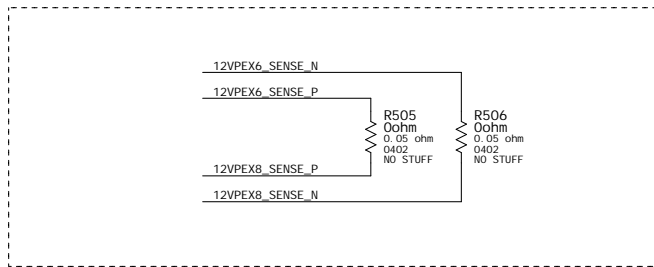 12VPEX6_SENSE_N
12VPEX6_SENSE_P
R505
0ohm
0.05 ohm
0402
NO STUFF
R506
0ohm
0.05 ohm
0402
NO STUFF
12VPEX8_SENSE_P
12VPEX8_SENSE_N